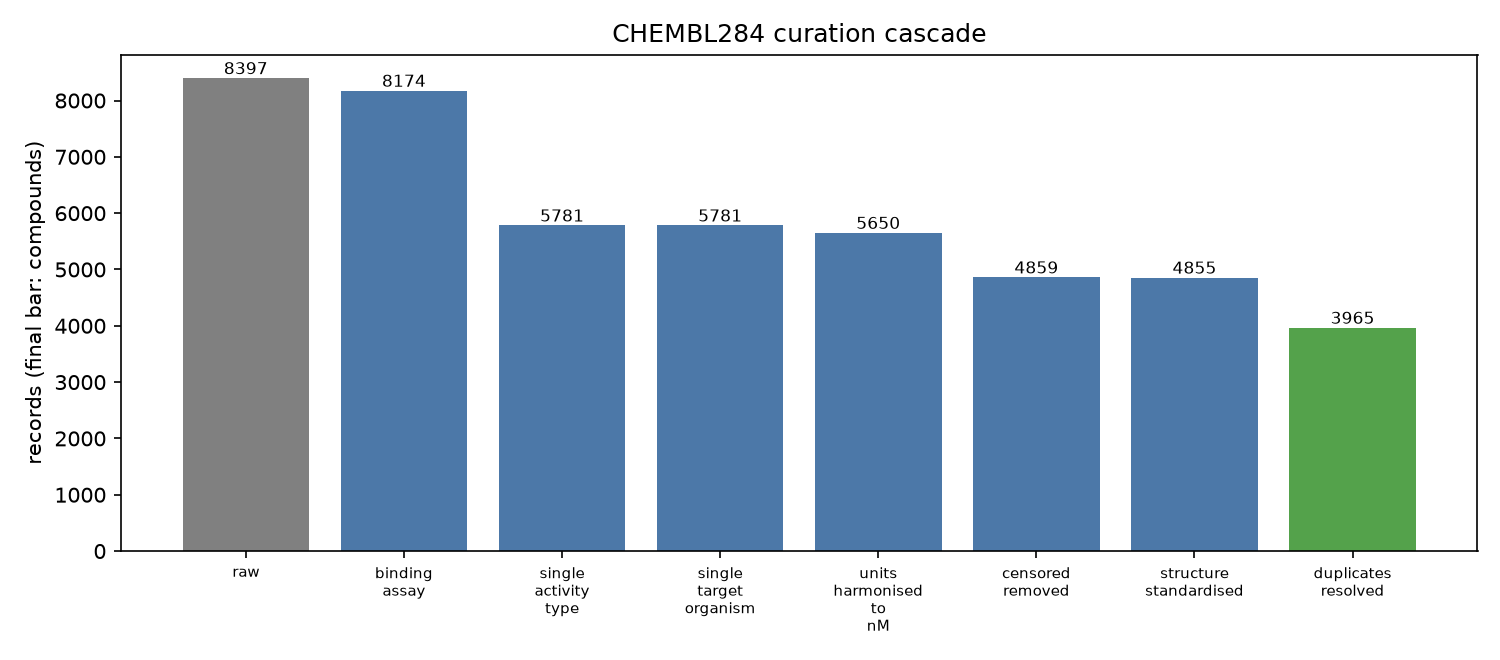 CHEMBL284 curation cascade
records (final bar: compounds)
8000
7000
6000
5000
4000
3000
2000
1000
0
8397
8174
5781
5781
5650
4859
4855
3965
raw
binding
assay
single
activity
type
single
target
organism
units
harmonised
to
nM
censored
removed
structure
standardised
duplicates
resolved